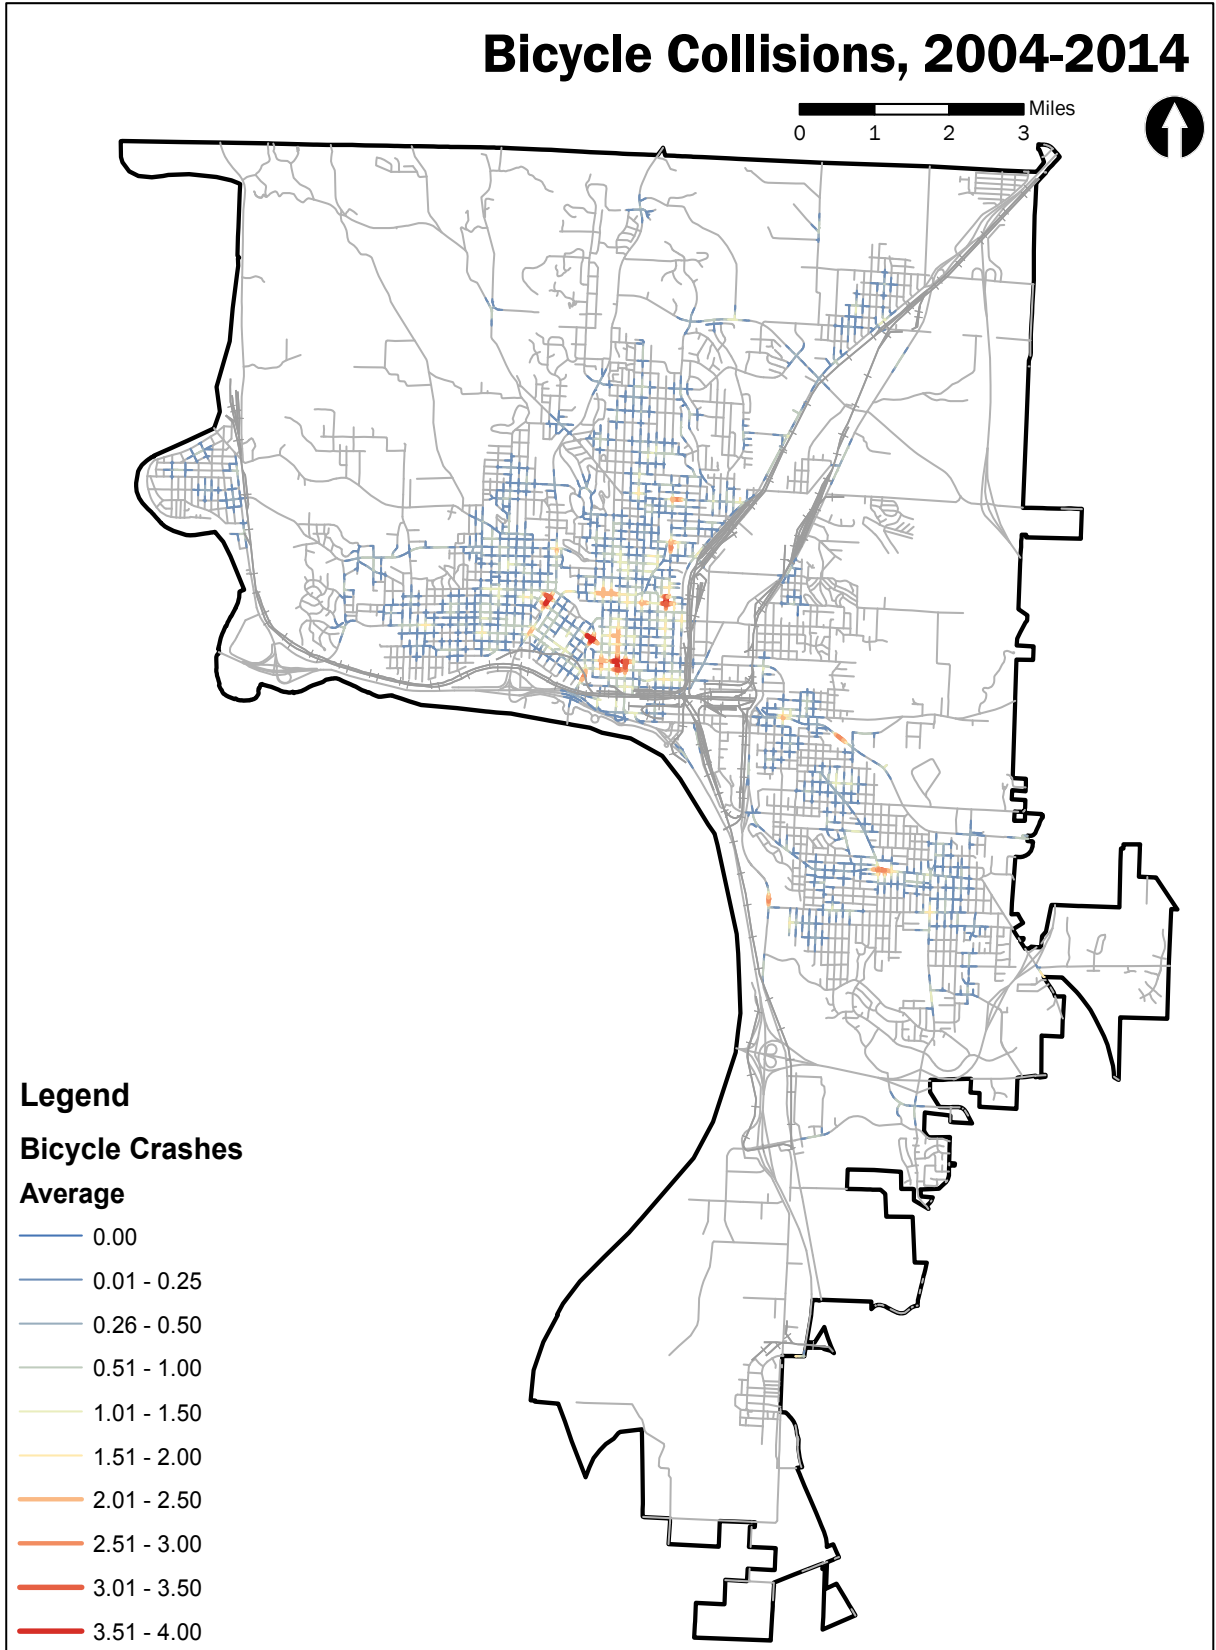 Bicycle Collisions, 2004-2014
Miles
0 1 2 3
Legend
Bicycle Crashes
Average
0.00
0.01 - 0.25
0.26 - 0.50
0.51 - 1.00
1.01 - 1.50
1.51 - 2.00
2.01 - 2.50
2.51 - 3.00
3.01 - 3.50
3.51 - 4.00